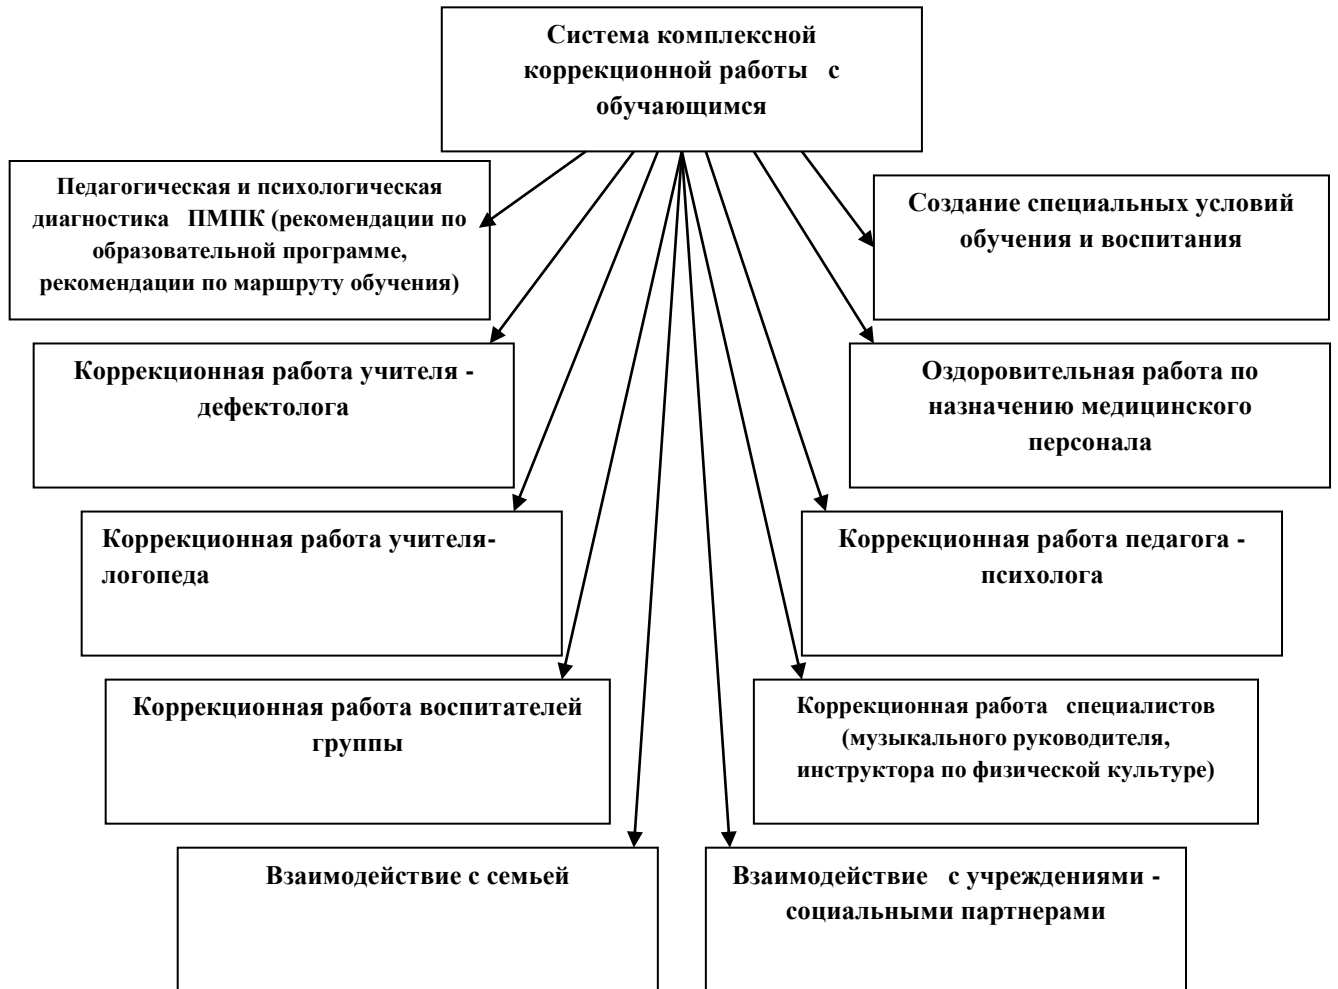 Система комплексной
коррекционной работы с
обучающимся
Педагогическая и психологическая
диагностика ПМПК (рекомендации по
образовательной программе,
рекомендации по маршруту обучения)
Создание специальных условий
обучения и воспитания
Коррекционная работа учителя -
дефектолога
Оздоровительная работа по
назначению медицинского
персонала
Коррекционная работа учителя-
логопеда
Коррекционная работа педагога -
психолога
Коррекционная работа воспитателей
группы
Коррекционная работа специалистов
(музыкального руководителя,
инструктора по физической культуре)
Взаимодействие с семьей
Взаимодействие с учреждениями -
социальными партнерами